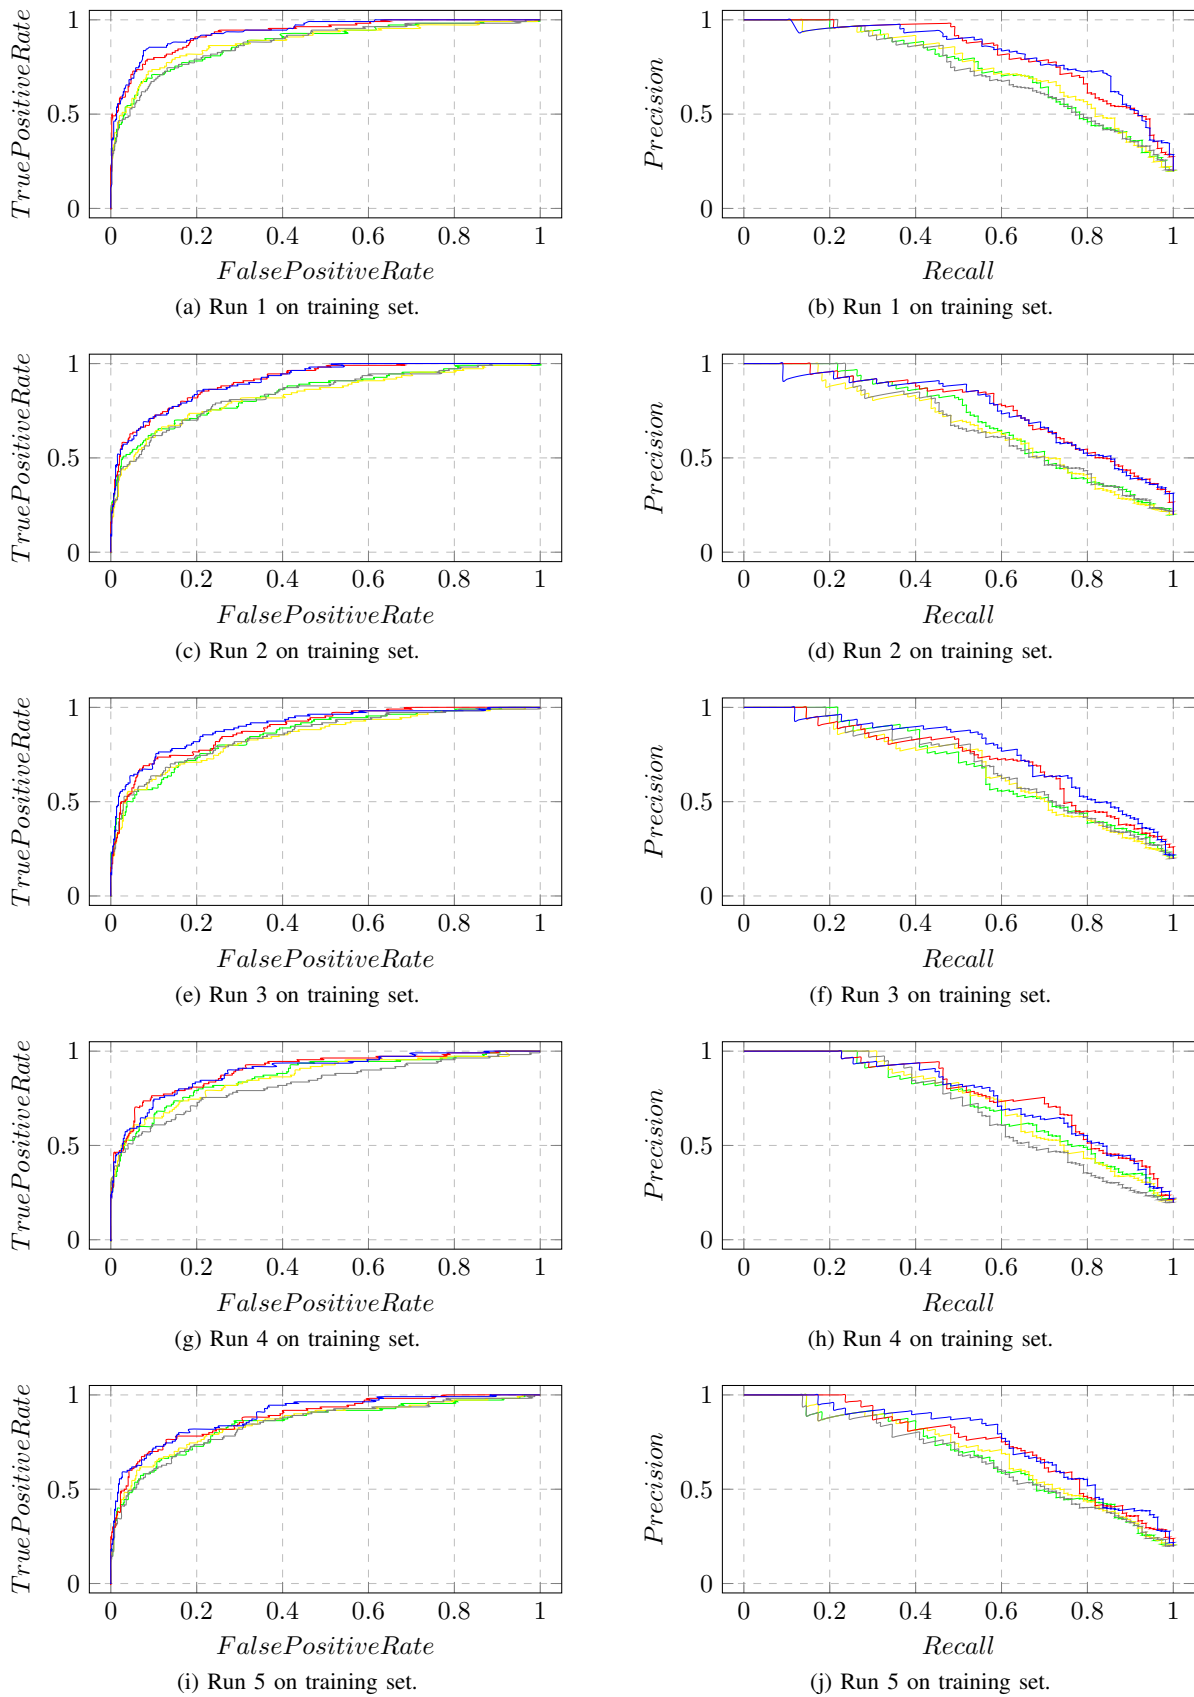 1
0.5
0
TruePositiveRate
0 0.2 0.4 0.6 0.8 1
FalsePositiveRate
(a) Run 1 on training set.
1
0.5
0
Precision
0 0.2 0.4 0.6 0.8 1
Recall
(b) Run 1 on training set.
1
0.5
0
TruePositiveRate
0 0.2 0.4 0.6 0.8 1
FalsePositiveRate
(c) Run 2 on training set.
1
0.5
0
Precision
0 0.2 0.4 0.6 0.8 1
Recall
(d) Run 2 on training set.
1
0.5
0
TruePositiveRate
0 0.2 0.4 0.6 0.8 1
FalsePositiveRate
(e) Run 3 on training set.
1
0.5
0
Precision
0 0.2 0.4 0.6 0.8 1
Recall
(f) Run 3 on training set.
1
0.5
0
TruePositiveRate
0 0.2 0.4 0.6 0.8 1
FalsePositiveRate
(g) Run 4 on training set.
1
0.5
0
Precision
0 0.2 0.4 0.6 0.8 1
Recall
(h) Run 4 on training set.
1
0.5
0
TruePositiveRate
0 0.2 0.4 0.6 0.8 1
FalsePositiveRate
(i) Run 5 on training set.
1
0.5
0
Precision
0 0.2 0.4 0.6 0.8 1
Recall
(j) Run 5 on training set.